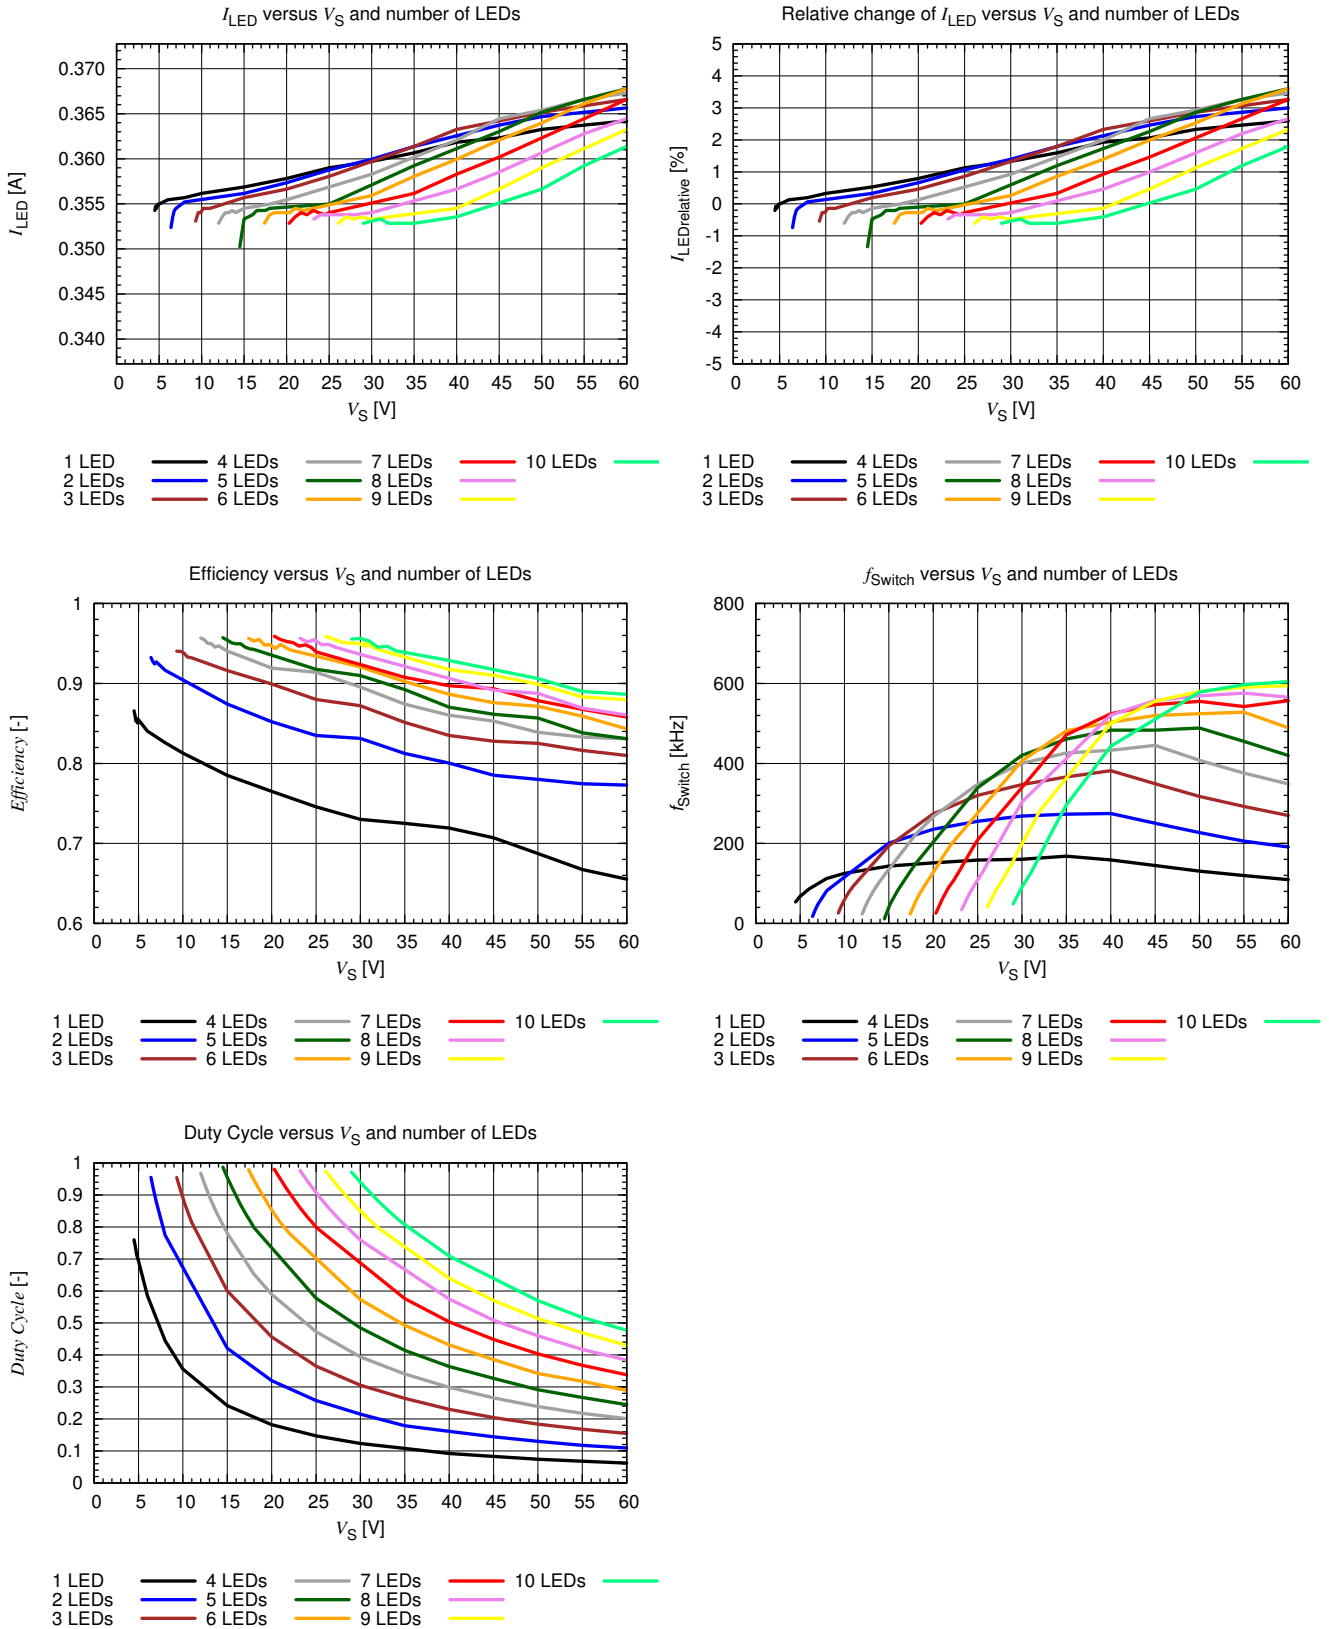 I_LED versus V_S and number of LEDs
0.370
0.365
0.360
0.355
0.350
0.345
0.340
I_LED [A]
0 5 10 15 20 25 30 35 40 45 50 55 60
V_S [V]
1 LED 4 LEDs 7 LEDs 10 LEDs
2 LEDs 5 LEDs 8 LEDs
3 LEDs 6 LEDs 9 LEDs
Relative change of I_LED versus V_S and number of LEDs
5
4
3
2
1
0
-1
-2
-3
-4
-5
I_LEDrelative [%]
0 5 10 15 20 25 30 35 40 45 50 55 60
V_S [V]
1 LED 4 LEDs 7 LEDs 10 LEDs
2 LEDs 5 LEDs 8 LEDs
3 LEDs 6 LEDs 9 LEDs
Efficiency versus V_S and number of LEDs
1
0.9
0.8
0.7
0.6
Efficiency [-]
0 5 10 15 20 25 30 35 40 45 50 55 60
V_S [V]
1 LED 4 LEDs 7 LEDs 10 LEDs
2 LEDs 5 LEDs 8 LEDs
3 LEDs 6 LEDs 9 LEDs
f_Switch versus V_S and number of LEDs
800
600
400
200
0
f_Switch [kHz]
0 5 10 15 20 25 30 35 40 45 50 55 60
V_S [V]
1 LED 4 LEDs 7 LEDs 10 LEDs
2 LEDs 5 LEDs 8 LEDs
3 LEDs 6 LEDs 9 LEDs
Duty Cycle versus V_S and number of LEDs
1
0.9
0.8
0.7
0.6
0.5
0.4
0.3
0.2
0.1
0
Duty Cycle [-]
0 5 10 15 20 25 30 35 40 45 50 55 60
V_S [V]
1 LED 4 LEDs 7 LEDs 10 LEDs
2 LEDs 5 LEDs 8 LEDs
3 LEDs 6 LEDs 9 LEDs